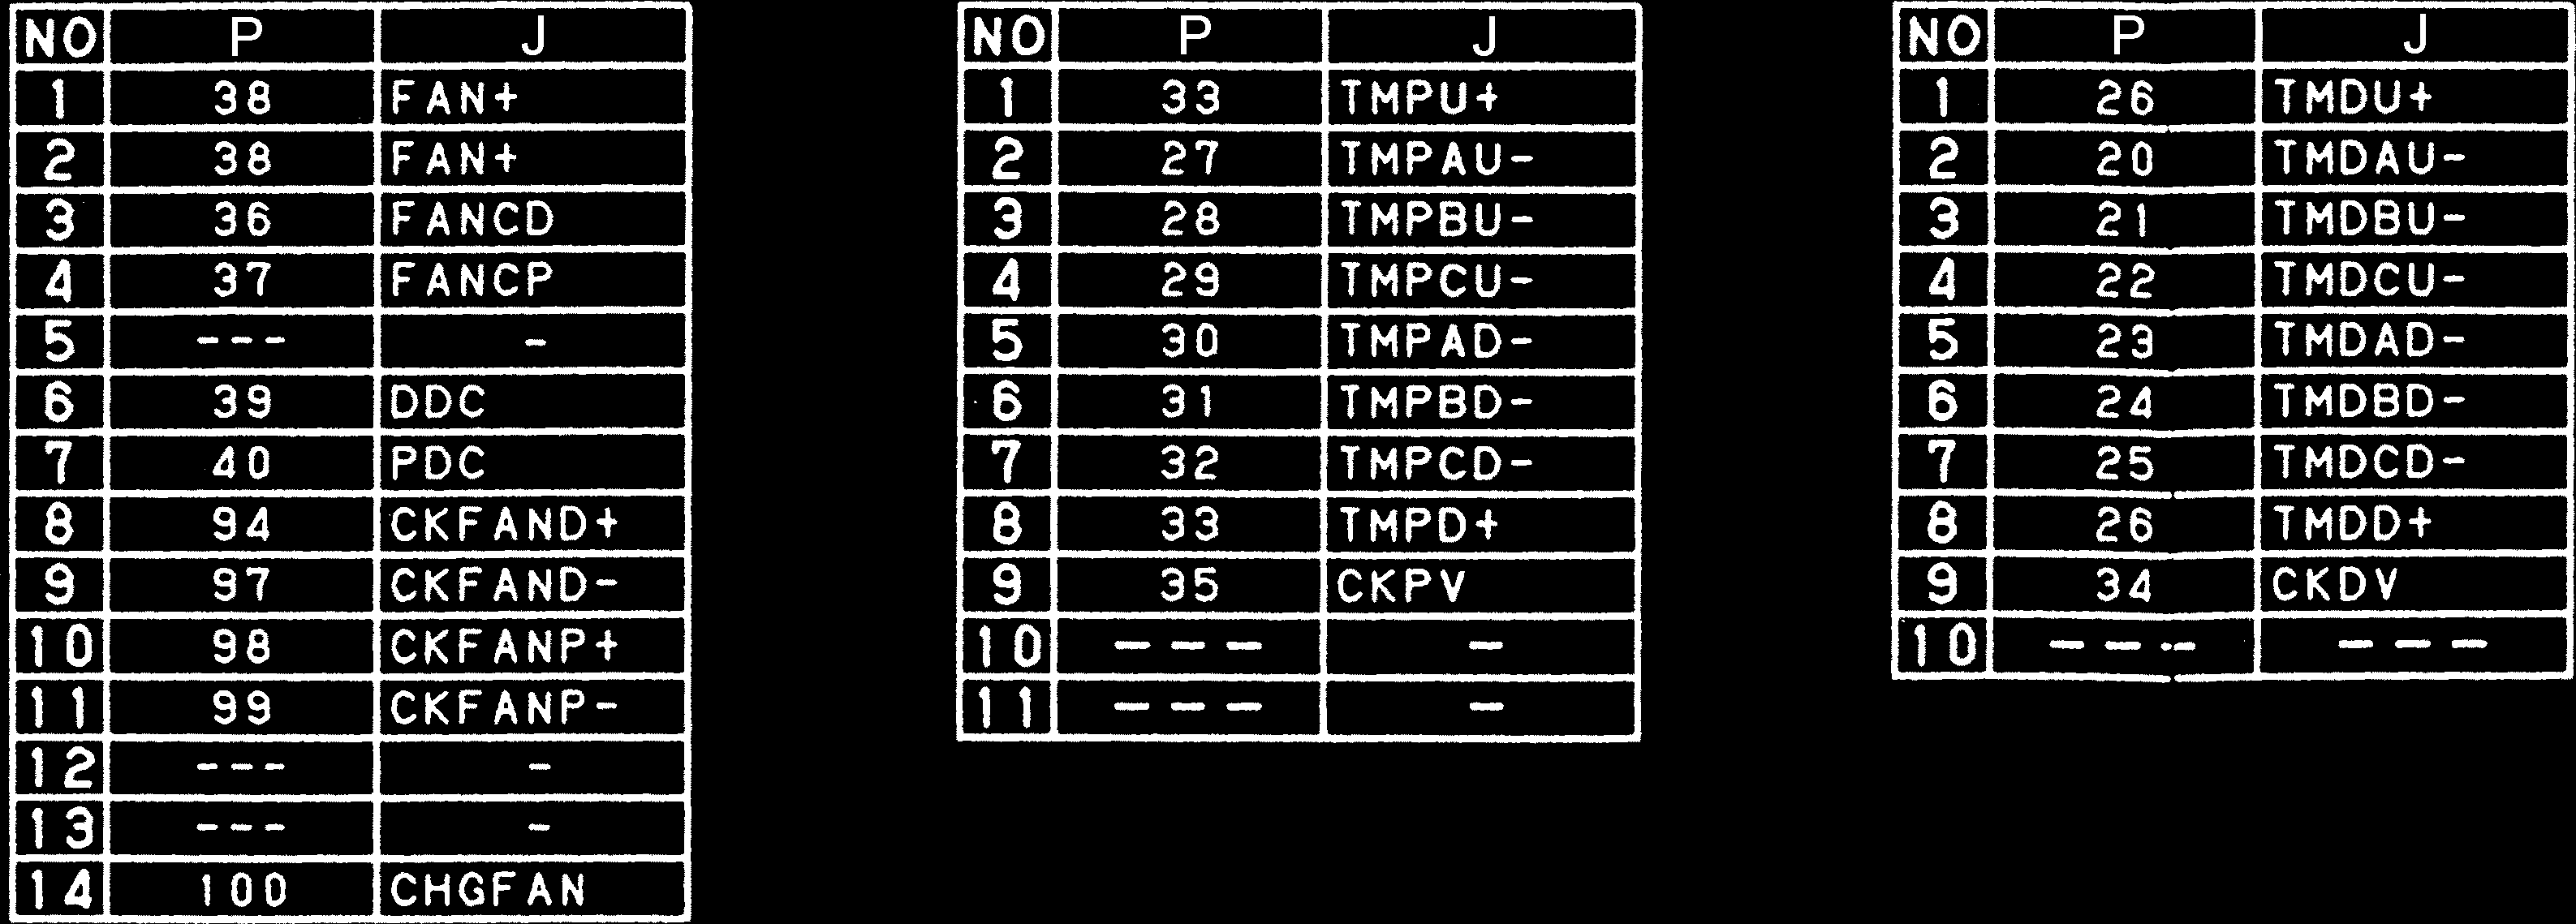 NO P J
1 38 FAN+
2 38 FAN+
3 36 FANCD
4 37 FANCP
5 --- -
6 39 DDC
7 40 PDC
8 94 CKFAND+
9 97 CKFAND-
10 98 CKFANP+
11 99 CKFANP-
12 --- -
13 --- -
14 100 CHGFAN
NO P J
1 33 TMPU+
2 27 TMPAU-
3 28 TMPBU-
4 29 TMPCU-
5 30 TMPAD-
6 31 TMPBD-
7 32 TMPCD-
8 33 TMPD+
9 35 CKPV
10 --- -
11 --- -
NO P J
1 26 TMDU+
2 20 TMDAU-
3 21 TMDBU-
4 22 TMDCU-
5 23 TMDAD-
6 24 TMDBD-
7 25 TMDCD-
8 26 TMDD+
9 34 CKDV
10 --- ---